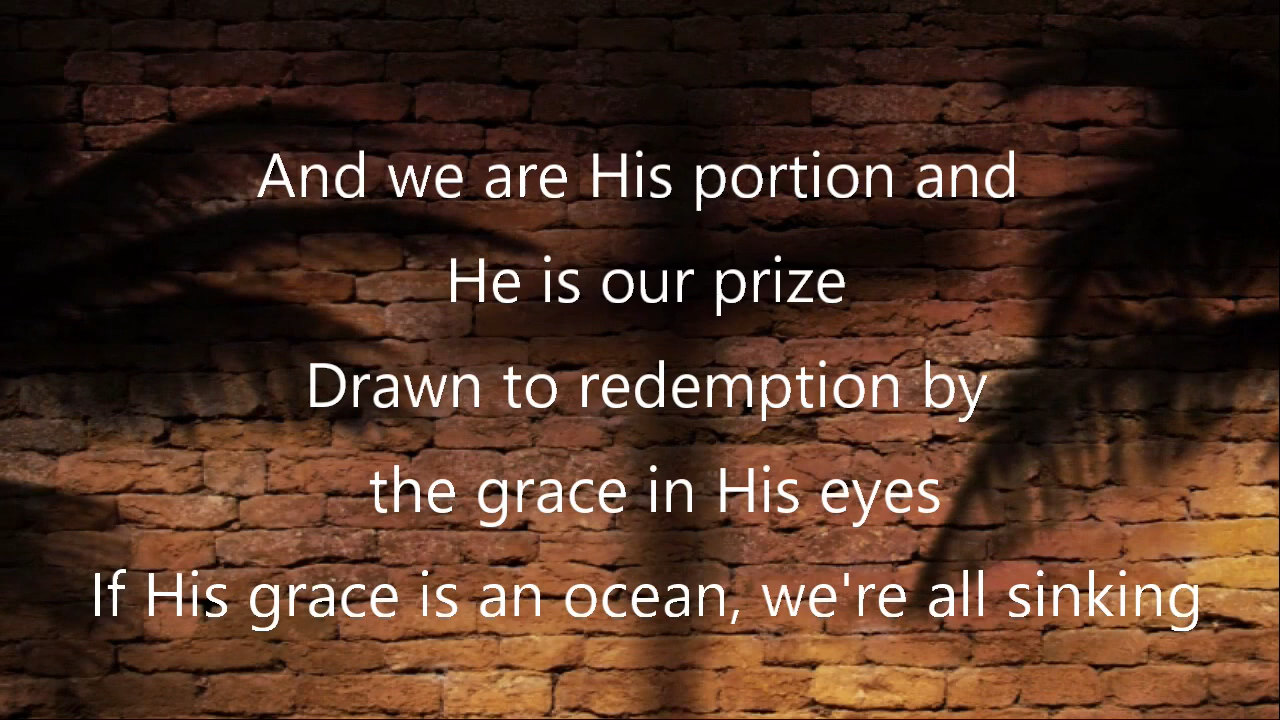 And we are His portion and
He is our prize
Drawn to redemption by
the grace in His eyes
If His grace is an ocean, we're all sinking